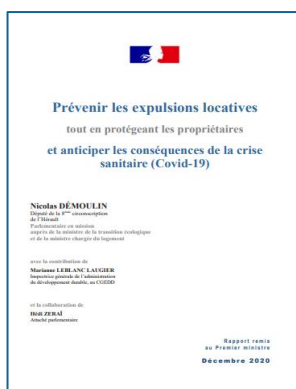 Prévenir les expulsions locatives
tout en protégeant les propriétaires
et anticiper les conséquences de la crise
sanitaire (Covid-19)
Nicolas DÉMOULIN
Député de la 8ème circonscription
de l'Hérault
Parlementaire en mission
auprès de la ministre de la transition écologique
et de la ministre chargée du logement
avec la contribution de
Marianne LEBLANC LAUGIER
Inspectrice générale de l'administration
du développement durable, au CGEDD
et la collaboration de
Hédi ZERAÏ
Attaché parlementaire
Rapport remis
au Premier ministre
Décembre 2020